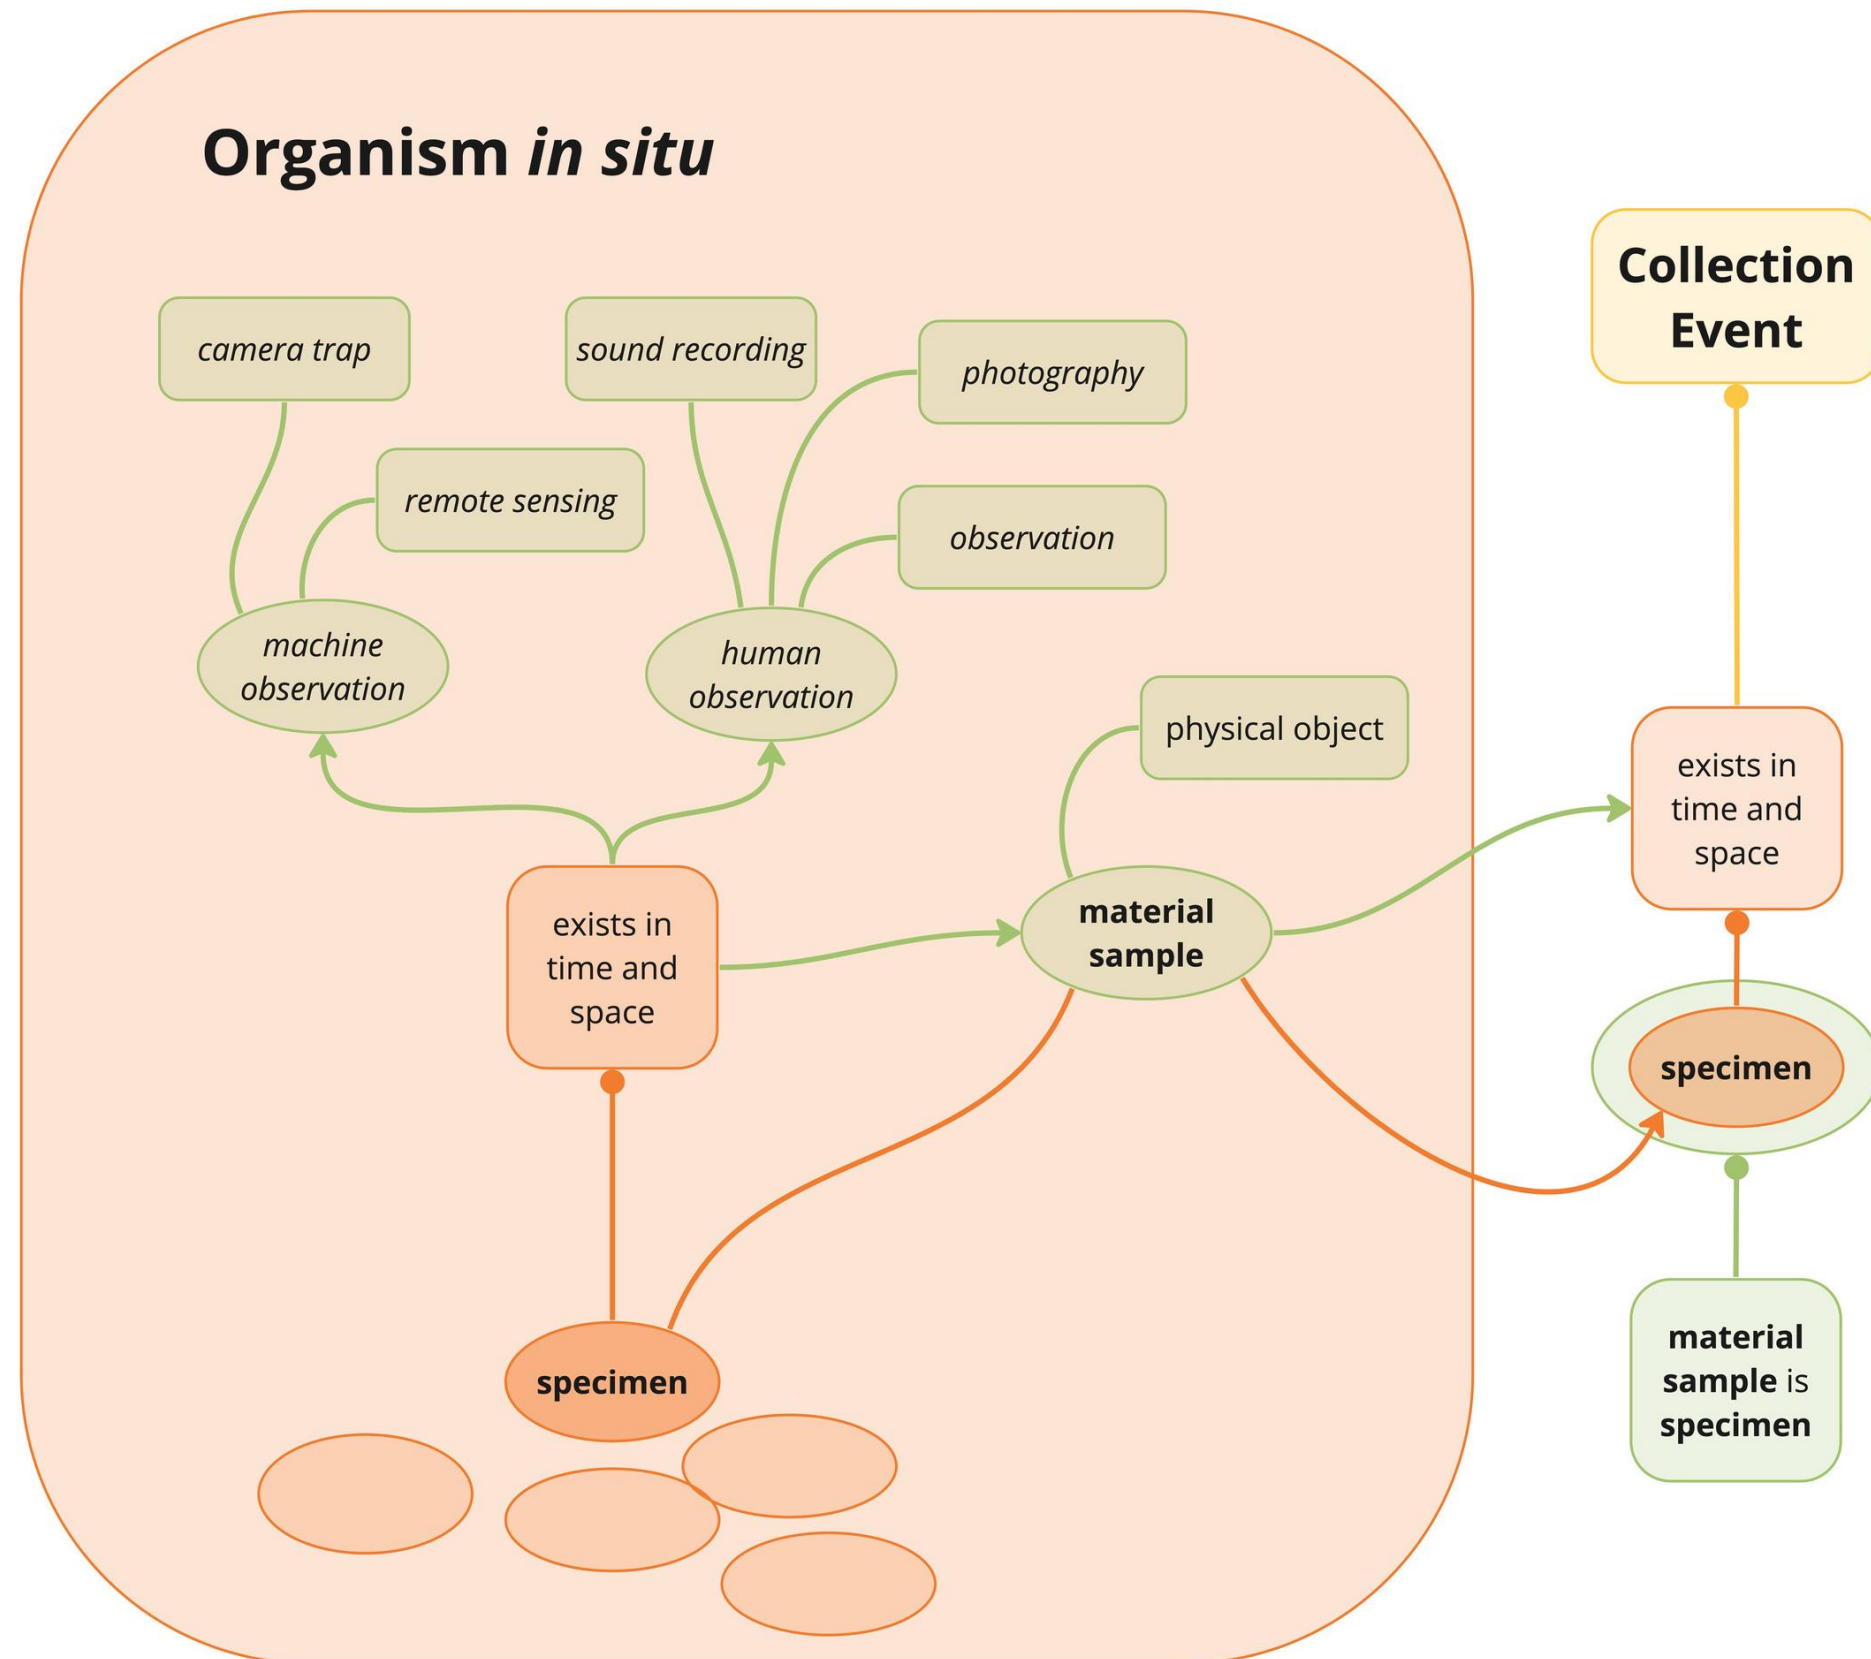 Organism in situ
camera trap
sound recording
photography
remote sensing
observation
machine
observation
human
observation
physical object
exists in
time and
space
material
sample
specimen
Collection
Event
exists in
time and
space
specimen
material
sample is
specimen